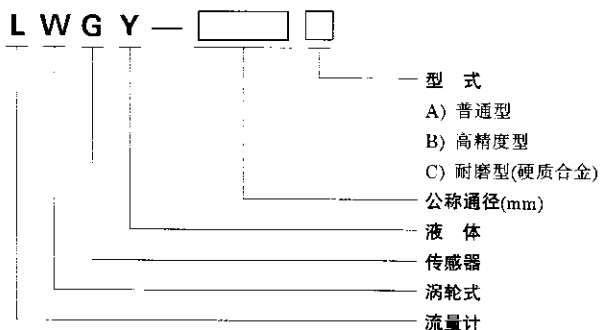 LWGY—
型 式
A) 普通型
B) 高精度型
C) 耐磨型(硬质合金)
公称通径(mm)
液 体
传感器
涡轮式
流量计